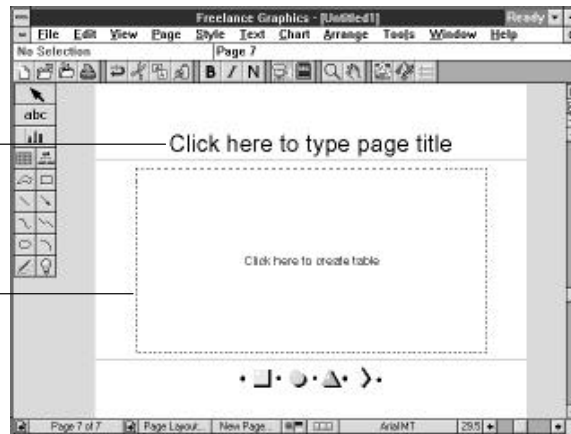 Freelance Graphics - [Untitled1] Ready
File Edit View Page Style Text Chart Arrange Tools Window Help
No Selection Page 7
B I N
abc
Click here to type page title
Click here to create table
Page 7 of 7 Page Layout... New Page... Arial MT 29.5